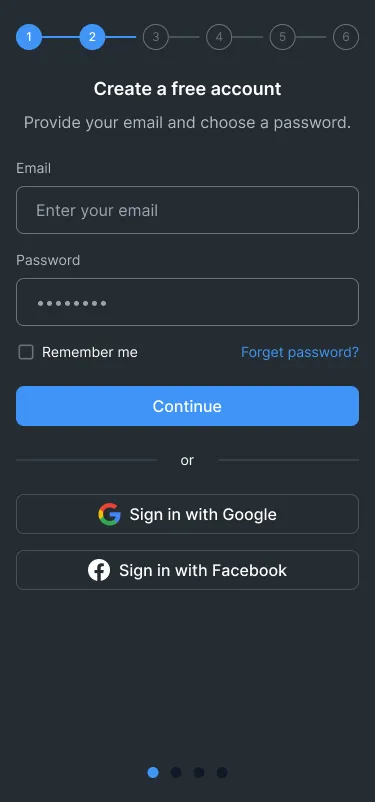 1 2 3 4 5 6
Create a free account
Provide your email and choose a password.
Email
Enter your email
Password
Remember me Forget password?
Continue
or
Sign in with Google
Sign in with Facebook